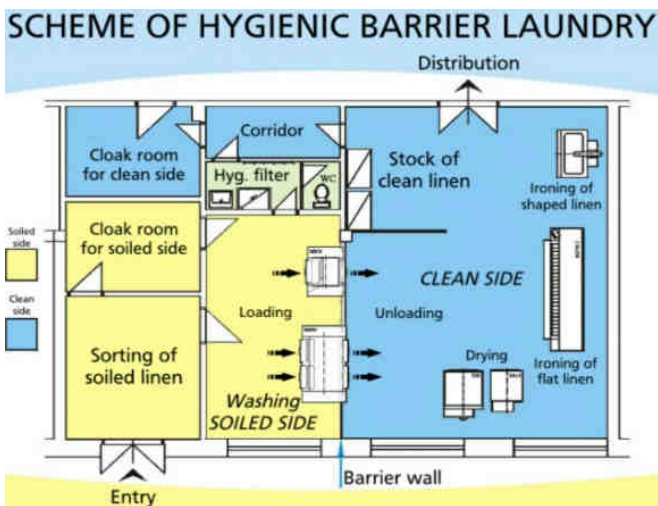 SCHEME OF HYGIENIC BARRIER LAUNDRY
Distribution
Corridor
Cloak room
for clean side
Hyg. filter
WC
Stock of
clean linen
Ironing of
shaped linen
Soiled
side
Clean
side
Cloak room
for soiled side
CLEAN SIDE
Loading
Unloading
Sorting of
soiled linen
Drying
Ironing of
flat linen
Washing
SOILED SIDE
Barrier wall
Entry